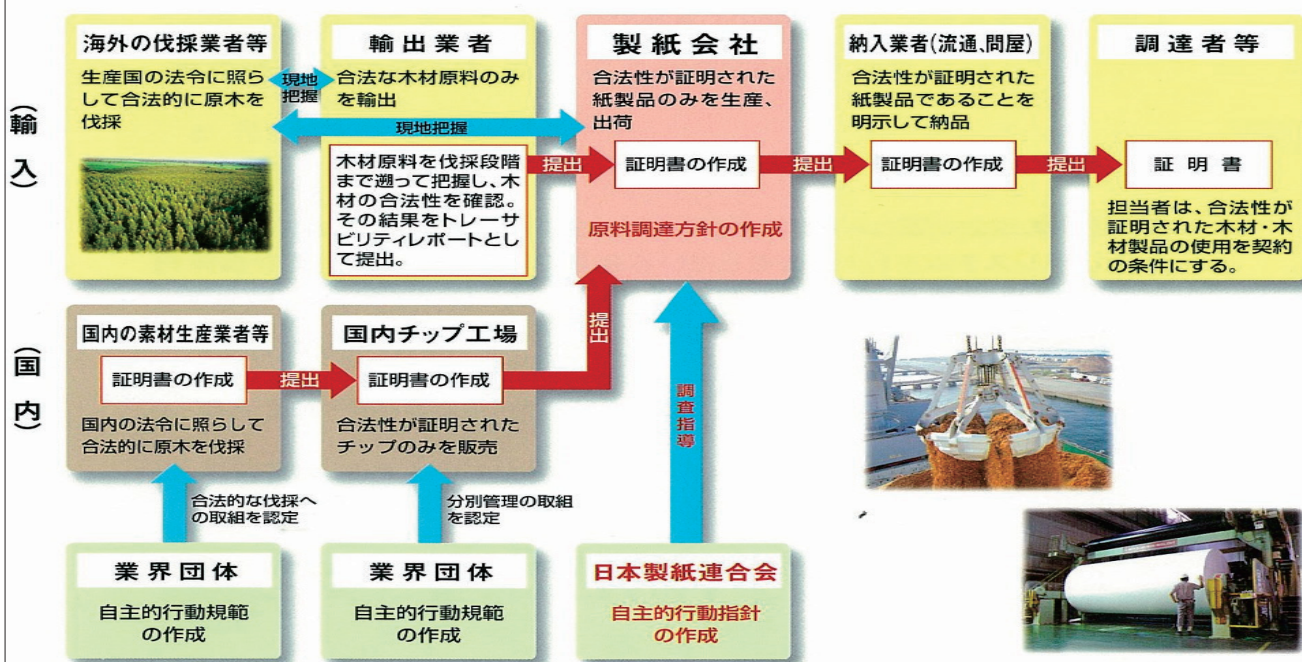 (輸入)
海外の伐採業者等
生産国の法令に照ら
して合法的に原木を
伐採
現地
把握
輸出業者
合法な木材原料のみ
を輸出
現地把握
木材原料を伐採段階
まで遡って把握し、木
材の合法性を確認。
その結果をトレーサ
ビリティレポートとし
て提出。
提出
製紙会社
合法性が証明された
紙製品のみを生産、
出荷
証明書の作成
原料調達方針の作成
提出
納入業者(流通、問屋)
合法性が証明された
紙製品であることを
明示して納品
証明書の作成
提出
調達者等
証明書
担当者は、合法性が
証明された木材・木
材製品の使用を契約
の条件にする。
(国内)
国内の素材生産業者等
証明書の作成
国内の法令に照らして
合法的に原木を伐採
提出
国内チップ工場
証明書の作成
合法性が証明された
チップのみを販売
提出
調査指導
合法的な伐採へ
の取組を認定
分別管理の取組
を認定
業界団体
自主的行動規範
の作成
業界団体
自主的行動規範
の作成
日本製紙連合会
自主的行動指針
の作成